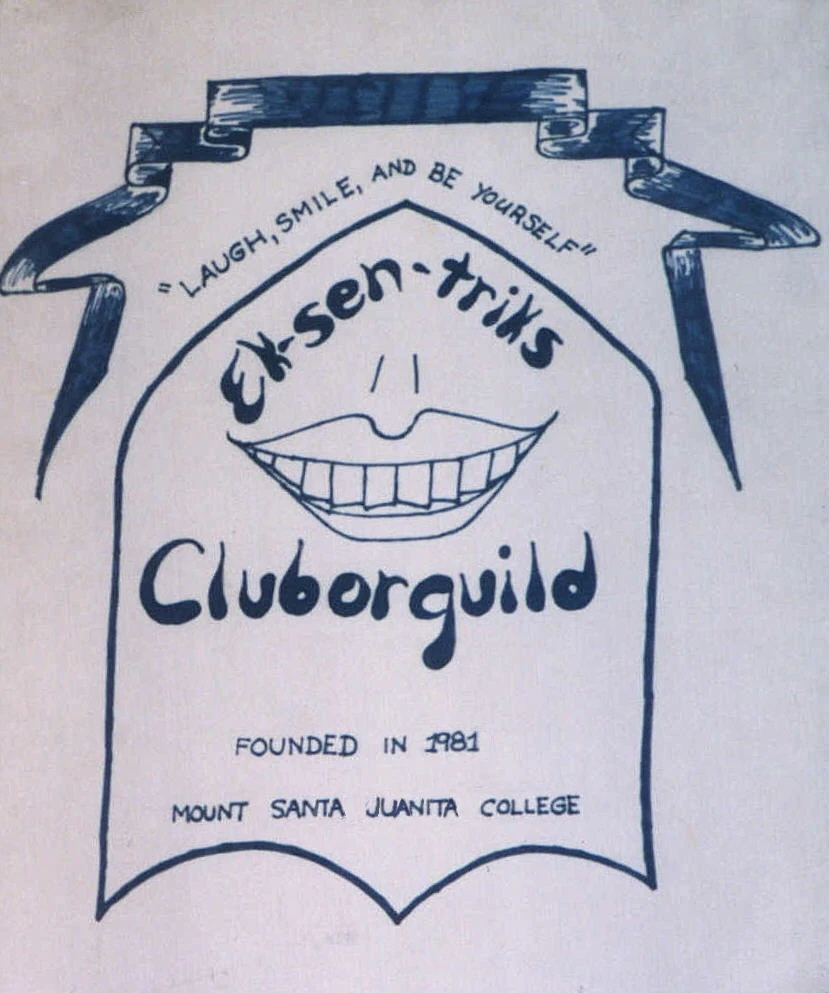 "LAUGH, SMILE, AND BE YOURSELF"
Ek-sen-triks
Cluborguild
FOUNDED IN 1981
MOUNT SANTA JUANITA COLLEGE